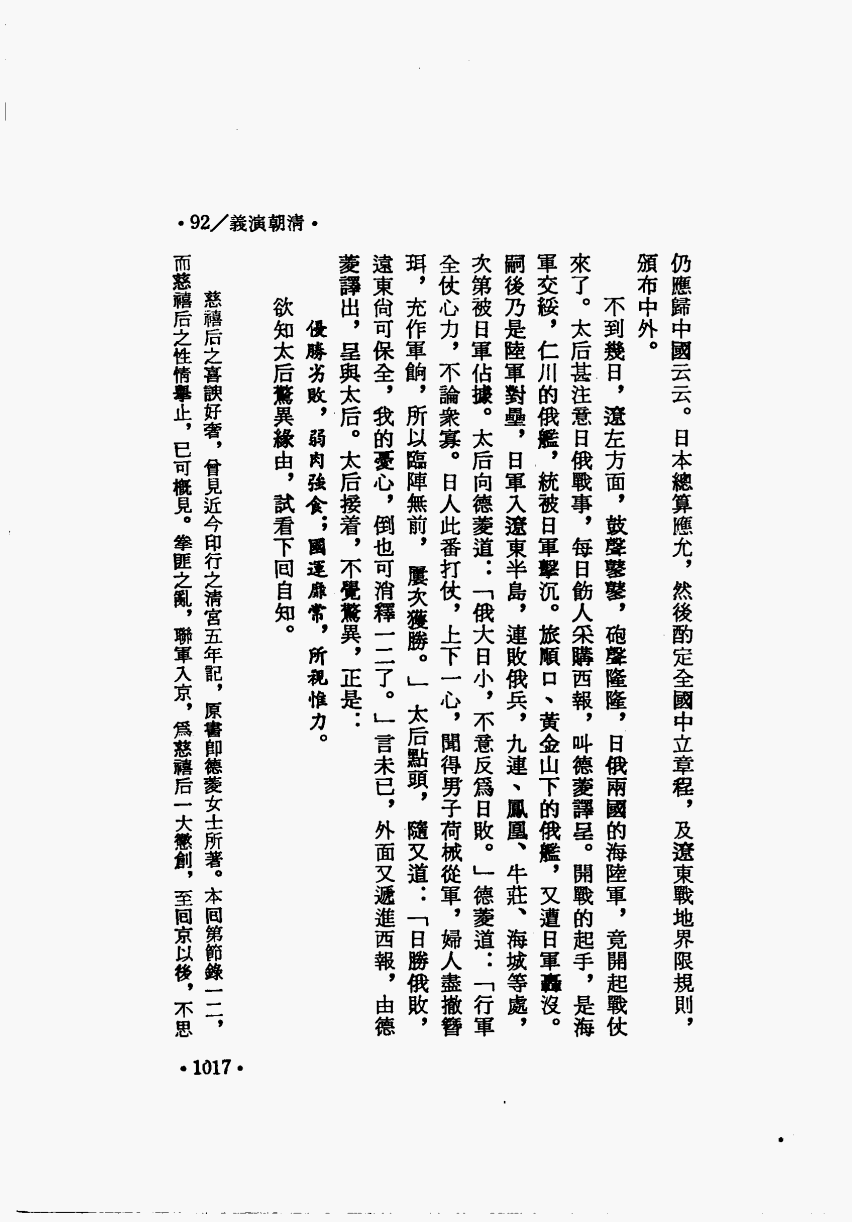 ·92/義演朝清·
仍應歸中國云云。日本總算應允，然後酌定全國中立章程，及遼東戰地界限規則，
頒布中外。
不到幾日，遼左方面，鼓聲鼕鼕，砲聲隆隆，日俄兩國的海陸軍，竟開起戰仗
來了。太后甚注意日俄戰事，每日飭人采購西報，叫德菱譯呈。開戰的起手，是海
軍交綏，仁川的俄艦，統被日軍擊沉。旅順口、黃金山下的俄艦，又遭日軍轟沒。
嗣後乃是陸軍對壘，日軍入遼東半島，連敗俄兵，九連、鳳凰、牛莊、海城等處，
次第被日軍佔據。太后向德菱道：「俄大日小，不意反爲日敗。」德菱道：「行軍
全仗心力，不論衆寡。日人此番打仗，上下一心，聞得男子荷械從軍，婦人盡撤簪
珥，充作軍餉，所以臨陣無前，屢次獲勝。」太后點頭，隨又道：「日勝俄敗，
遠東尙可保全，我的憂心，倒也可消釋一二了。」言未已，外面又遞進西報，由德
菱譯出，呈與太后。太后接着，不覺驚異，正是：
優勝劣敗，弱肉強食；國運靡常，所視惟力。
欲知太后驚異緣由，試看下回自知。
慈禧后之喜諛好奢，曾見近今印行之清宮五年記，原書卽德菱女士所著。本回第節錄一二，
而慈禧后之性情舉止，已可概見。拳匪之亂，聯軍入京，爲慈禧后一大懲創，至回京以後，不思
·1017·